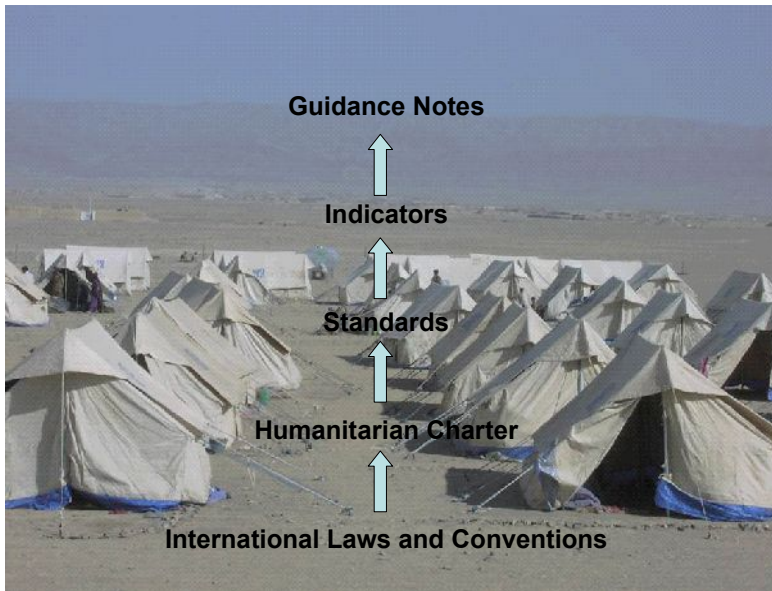 Guidance Notes
Indicators
Standards
Humanitarian Charter
International Laws and Conventions